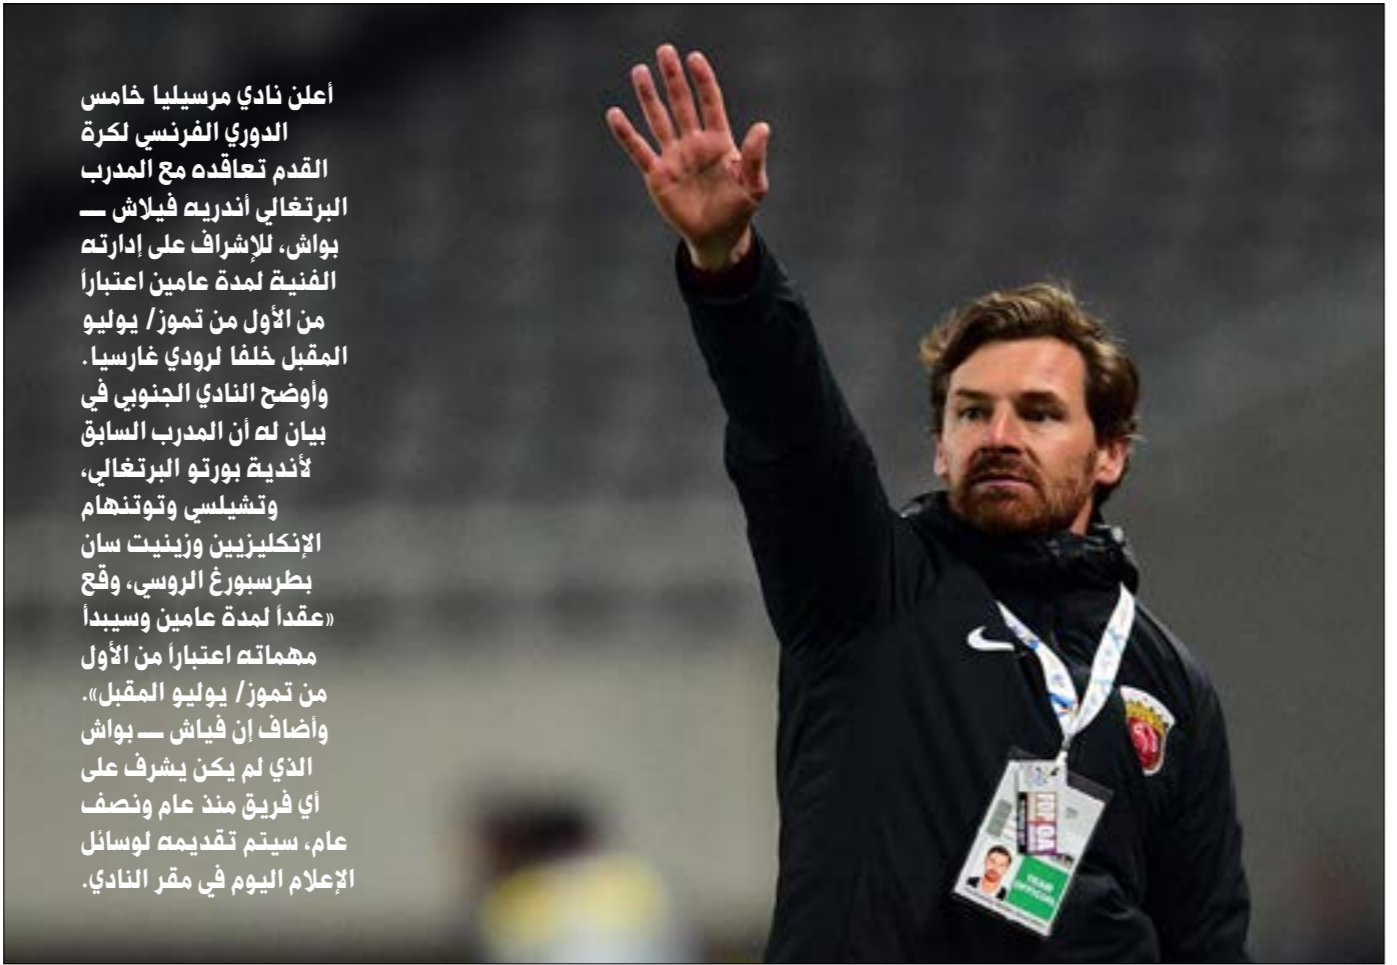 أعلن نادي مرسيليا خامس
الدوري الفرنسي لكرة
القدم تعاقده مع المدرب
البرتغالي أندريه فيلاش ــ
بواش، للإشراف على إدارته
الفنية لمدة عامين اعتباراً
من الأول من تموز/ يوليو
المقبل خلفا لرودي غارسيا.
وأوضح النادي الجنوبي في
بيان له أن المدرب السابق
لأندية بورتو البرتغالي،
وتشيلسي وتوتنهام
الإنكليزيين وزينيت سان
بطرسبورغ الروسي، وقع
«عقداً لمدة عامين وسيبدأ
مهماته اعتباراً من الأول
من تموز/ يوليو المقبل».
وأضاف إن فياش ــ بواش
الذي لم يكن يشرف على
أي فريق منذ عام ونصف
عام، سيتم تقديمه لوسائل
الإعلام اليوم في مقر النادي.
TEAM
OFFICIAL